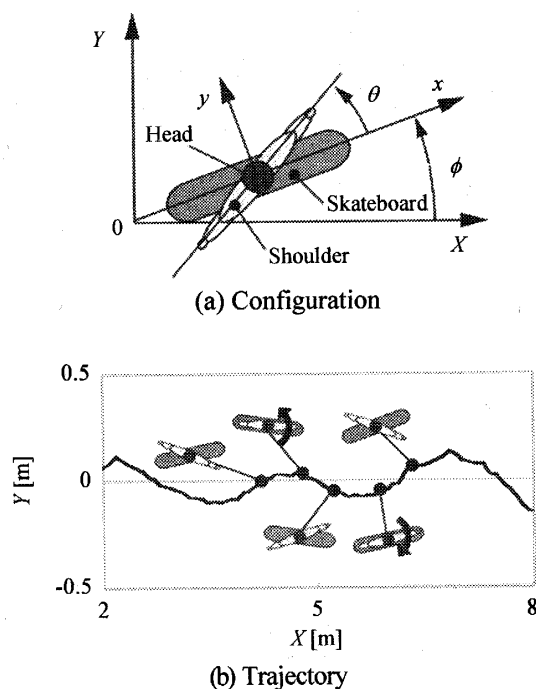 Y
y
θ
x
Head
ϕ
Skateboard
0
X
Shoulder
(a) Configuration
0.5
Y [m]
0
-0.5
2
5
8
X [m]
(b) Trajectory